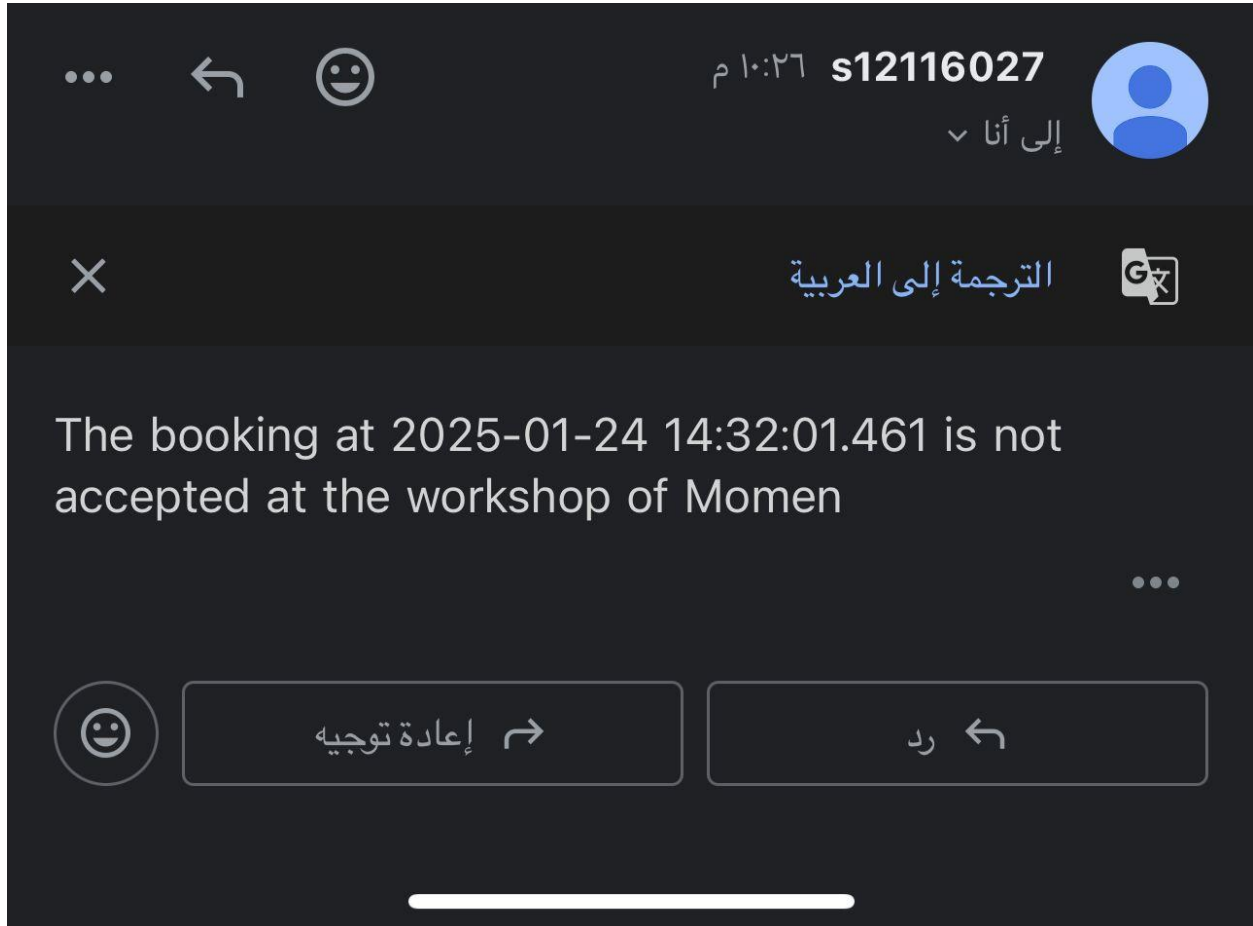 s12116027 ١٠:٢٦ م
إلى أنا
الترجمة إلى العربية
The booking at 2025-01-24 14:32:01.461 is not
accepted at the workshop of Momen
رد
إعادة توجيه